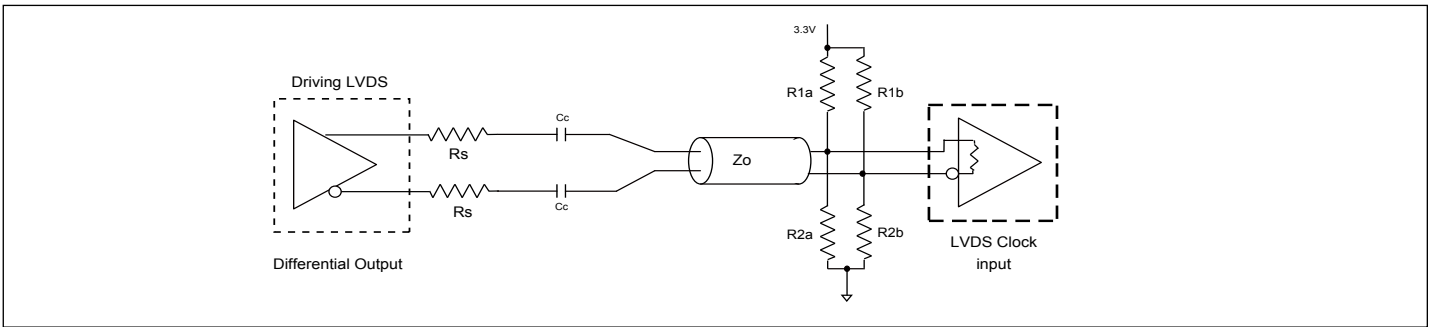 3.3V
Driving LVDS
R1a
R1b
Cc
Rs
Zo
Cc
Rs
R2a
R2b
LVDS Clock
input
Differential Output